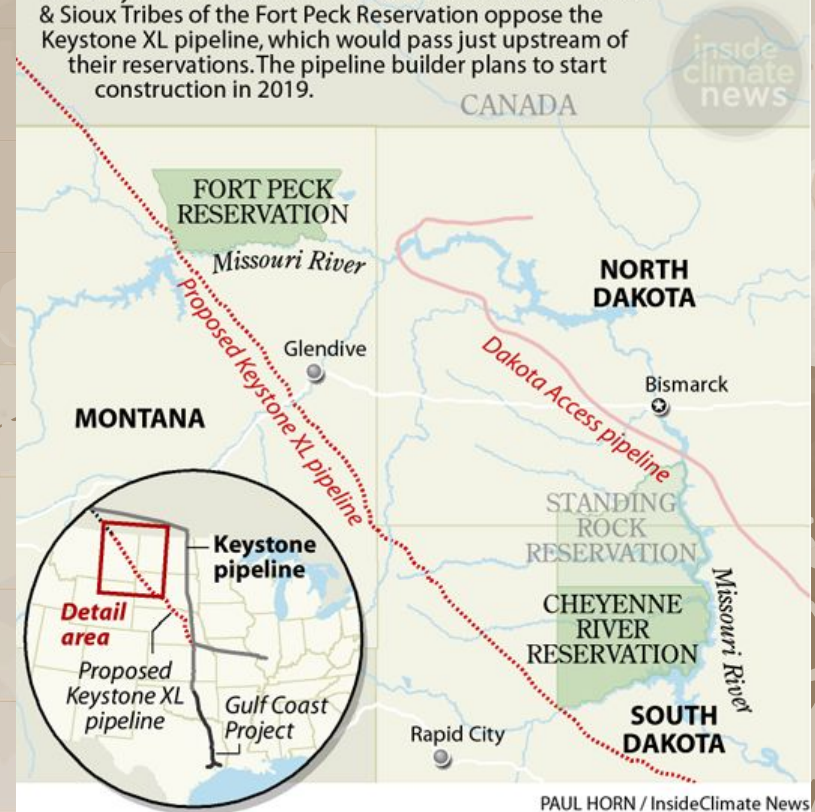 & Sioux Tribes of the Fort Peck Reservation oppose the
Keystone XL pipeline, which would pass just upstream of
their reservations. The pipeline builder plans to start
construction in 2019.
inside
climate
news
CANADA
FORT PECK
RESERVATION
Missouri River
Proposed Keystone XL pipeline
NORTH
DAKOTA
Glendive
Dakota Access pipeline
Bismarck
MONTANA
STANDING
ROCK
RESERVATION
Keystone
pipeline
CHEYENNE
RIVER
RESERVATION
Missouri River
Detail
area
Proposed
Keystone XL
pipeline
Gulf Coast
Project
Rapid City
SOUTH
DAKOTA
PAUL HORN / InsideClimate News